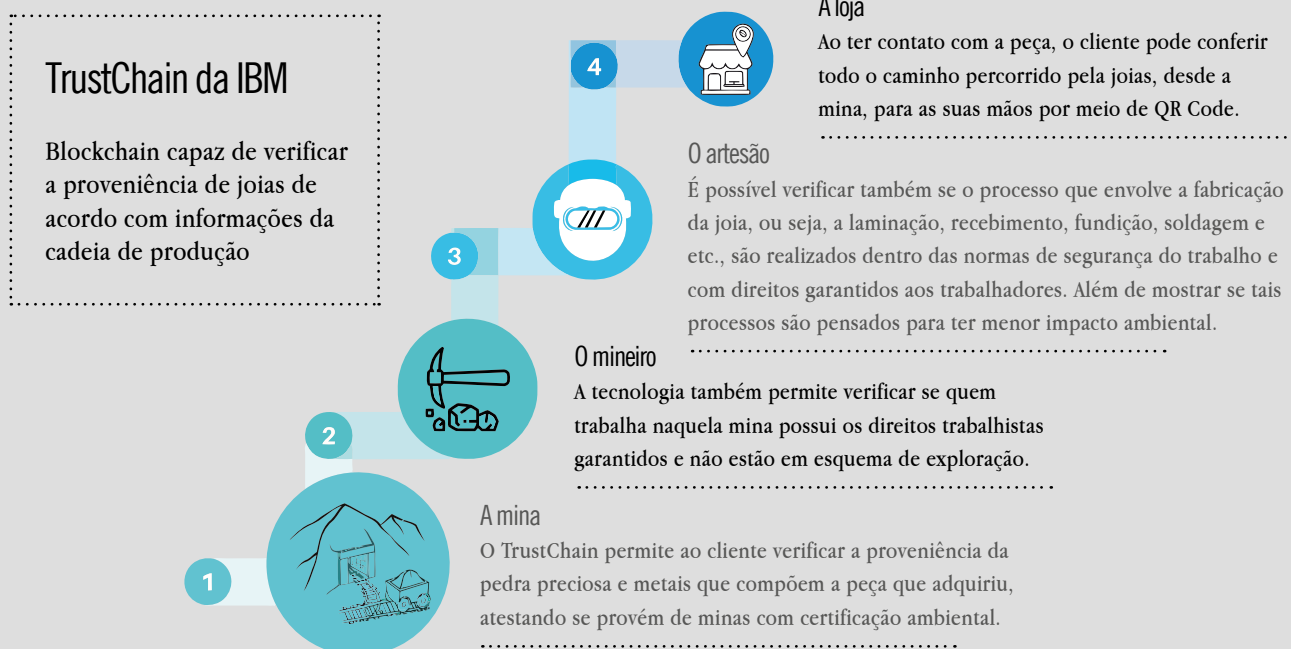 TrustChain da IBM
Blockchain capaz de verificar
a proveniência de joias de
acordo com informações da
cadeia de produção
4
A loja
Ao ter contato com a peça, o cliente pode conferir
todo o caminho percorrido pela joias, desde a
mina, para as suas mãos por meio de QR Code.
3
O artesão
É possível verificar também se o processo que envolve a fabricação
da joia, ou seja, a laminação, recebimento, fundição, soldagem e
etc., são realizados dentro das normas de segurança do trabalho e
com direitos garantidos aos trabalhadores. Além de mostrar se tais
processos são pensados para ter menor impacto ambiental.
2
O mineiro
A tecnologia também permite verificar se quem
trabalha naquela mina possui os direitos trabalhistas
garantidos e não estão em esquema de exploração.
1
A mina
O TrustChain permite ao cliente verificar a proveniência da
pedra preciosa e metais que compõem a peça que adquiriu,
atestando se provém de minas com certificação ambiental.